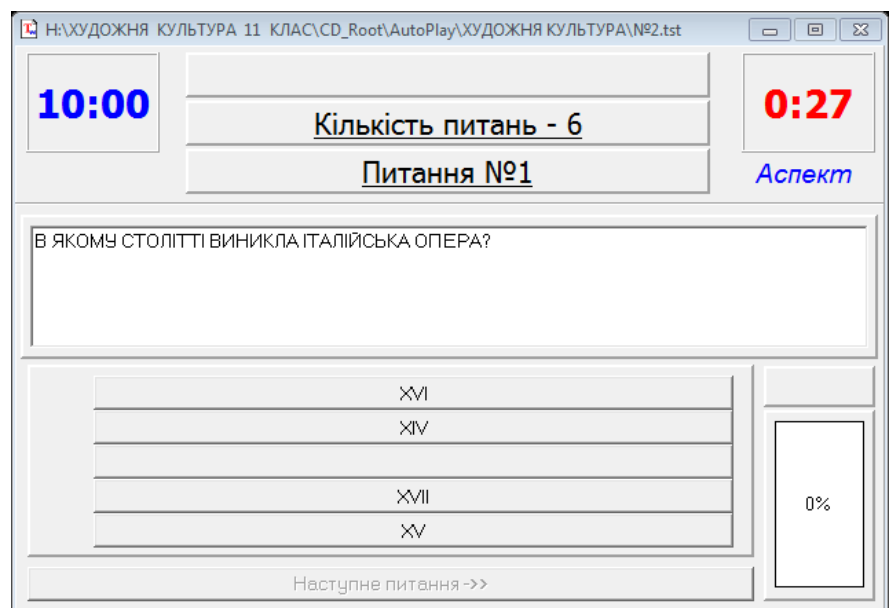 H:\ХУДОЖНЯ КУЛЬТУРА 11 КЛАС\CD_Root\AutoPlay\ХУДОЖНЯ КУЛЬТУРА\№2.tst
10:00
Кількість питань - 6
0:27
Питання №1
Аспект
В ЯКОМУ СТОЛІТТІ ВИНИКЛА ІТАЛІЙСЬКА ОПЕРА?
XVI
XIV
XVII
XV
0%
Наступне питання ->>